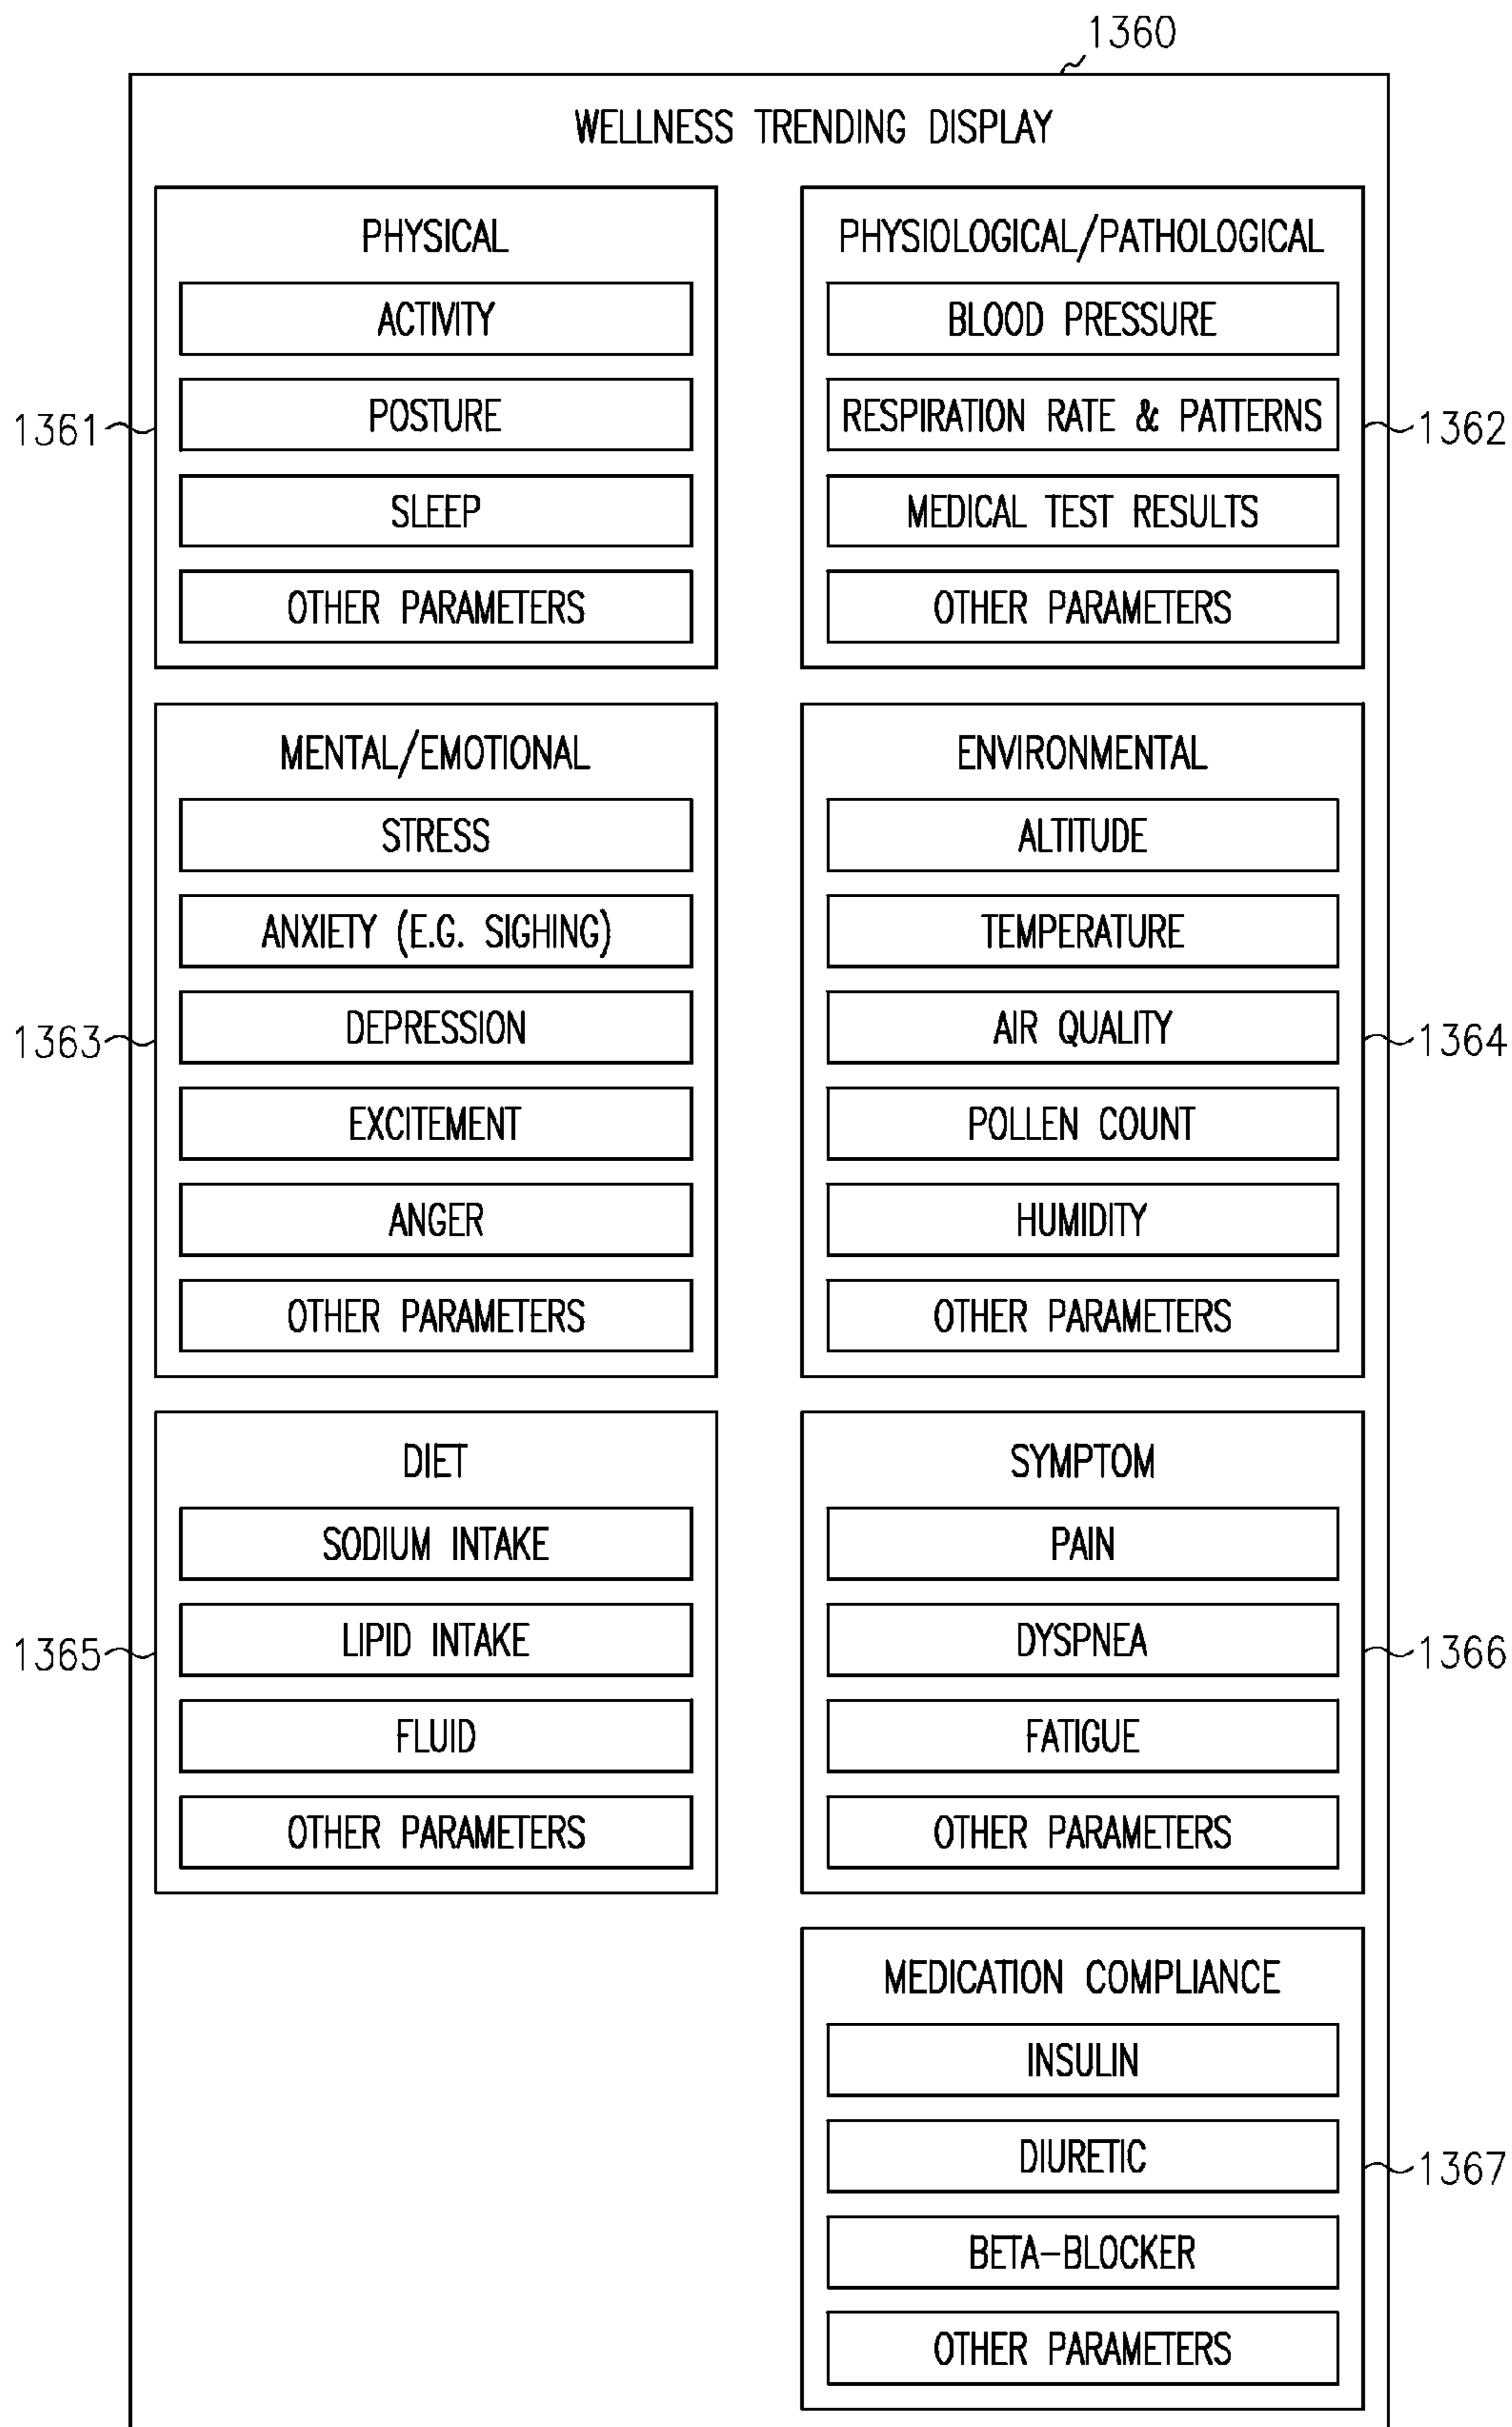 1360
WELLNESS TRENDING DISPLAY
PHYSICAL
ACTIVITY
POSTURE
SLEEP
OTHER PARAMETERS
1361
PHYSIOLOGICAL/PATHOLOGICAL
BLOOD PRESSURE
RESPIRATION RATE & PATTERNS
MEDICAL TEST RESULTS
OTHER PARAMETERS
1362
MENTAL/EMOTIONAL
STRESS
ANXIETY (E.G. SIGHING)
DEPRESSION
EXCITEMENT
ANGER
OTHER PARAMETERS
1363
ENVIRONMENTAL
ALTITUDE
TEMPERATURE
AIR QUALITY
POLLEN COUNT
HUMIDITY
OTHER PARAMETERS
1364
DIET
SODIUM INTAKE
LIPID INTAKE
FLUID
OTHER PARAMETERS
1365
SYMPTOM
PAIN
DYSPNEA
FATIGUE
OTHER PARAMETERS
1366
MEDICATION COMPLIANCE
INSULIN
DIURETIC
BETA-BLOCKER
OTHER PARAMETERS
1367